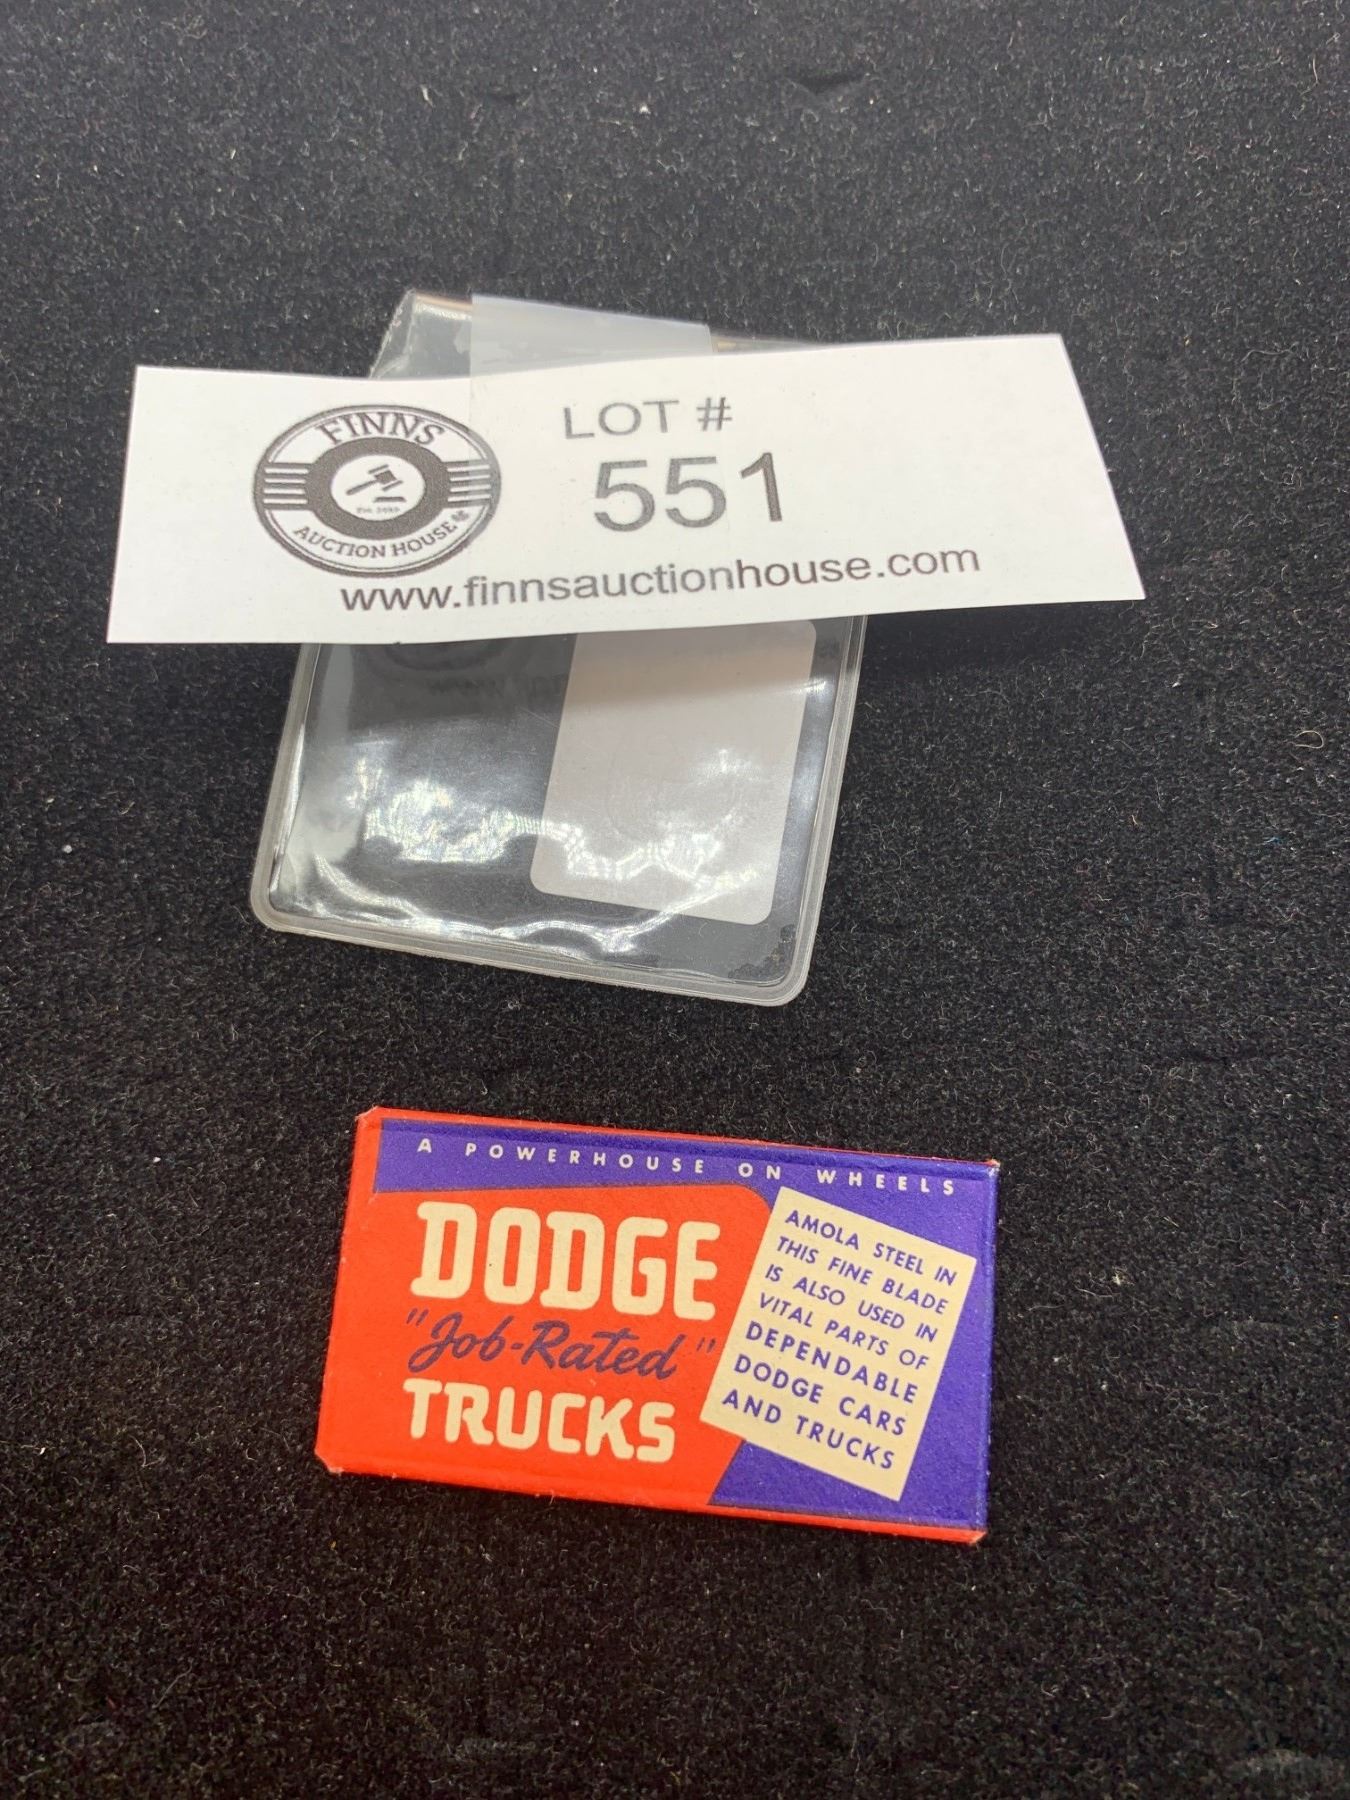 FINNS
AUCTION HOUSE
LOT #
551
www.finnsauctionhouse.com
A POWERHOUSE ON WHEELS
DODGE
"Job-Rated"
TRUCKS
AMOLA STEEL IN
THIS FINE BLADE
IS ALSO USED IN
VITAL PARTS OF
DEPENDABLE
DODGE CARS
AND TRUCKS